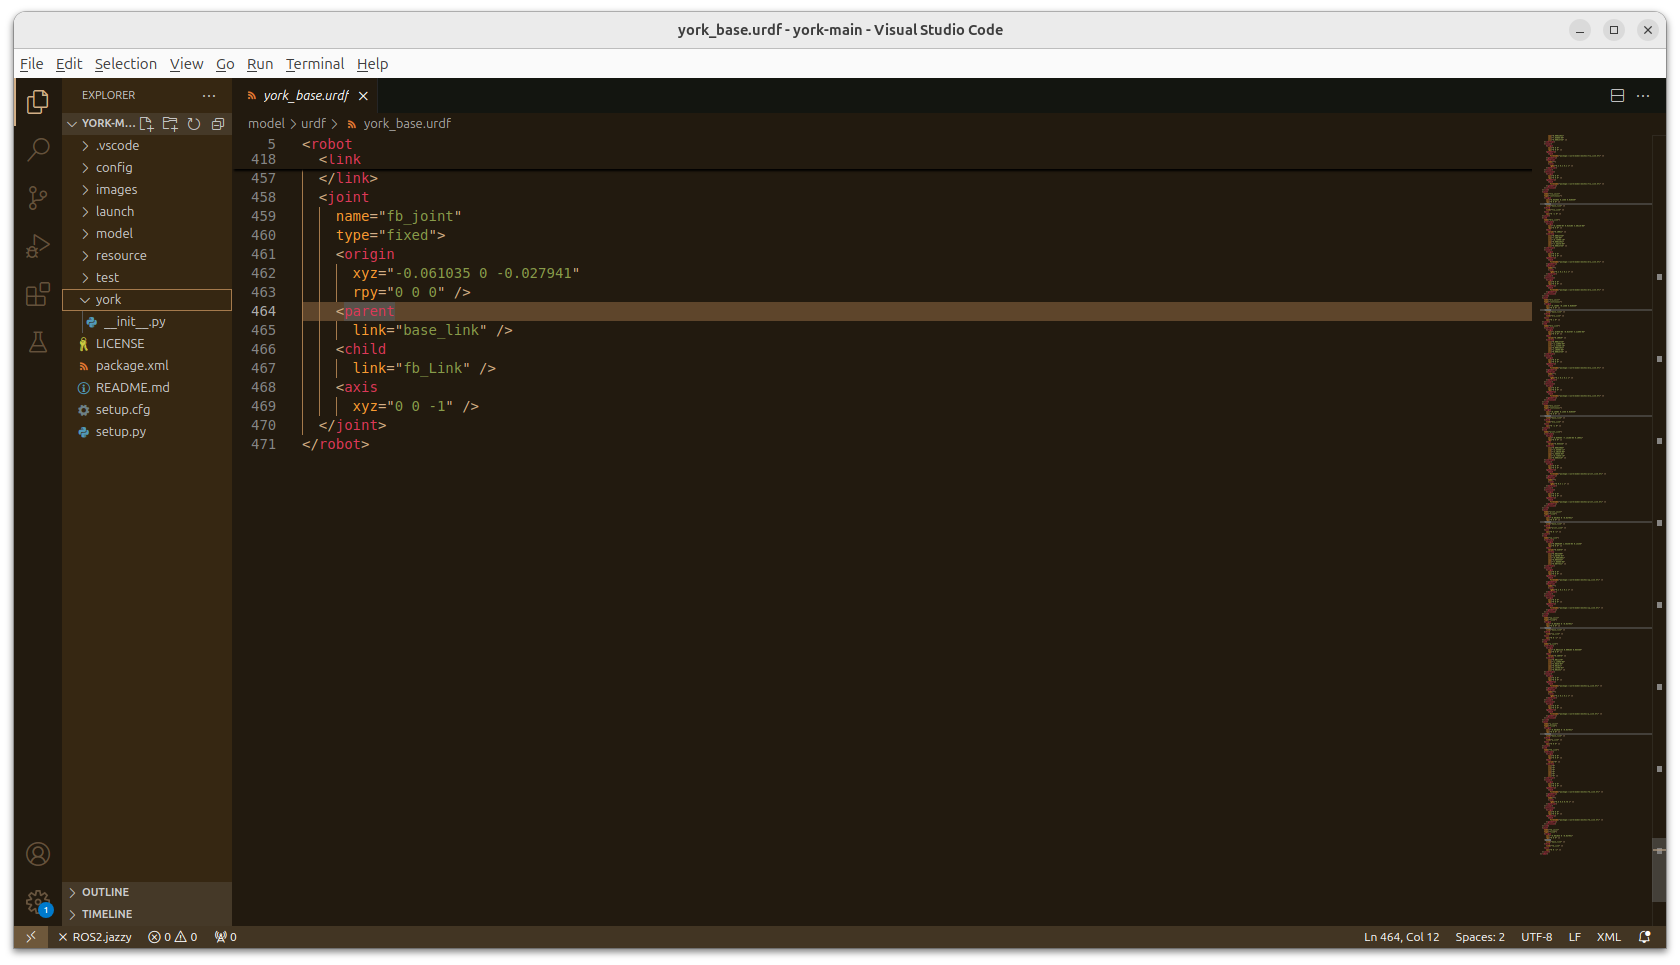 york_base.urdf - york-main - Visual Studio Code
File Edit Selection View Go Run Terminal Help
EXPLORER
YORK-M...
.vscode
config
images
launch
model
resource
test
york
__init__.py
LICENSE
package.xml
README.md
setup.cfg
setup.py
OUTLINE
TIMELINE
york_base.urdf
model > urdf > york_base.urdf
5 <robot
418 <link
457 </link>
458 <joint
459 name="fb_joint"
460 type="fixed">
461 <origin
462 xyz="-0.061035 0 -0.027941"
463 rpy="0 0 0" />
464 <parent
465 link="base_link" />
466 <child
467 link="fb_Link" />
468 <axis
469 xyz="0 0 -1" />
470 </joint>
471 </robot>
1
ROS2.jazzy 0 0 0
Ln 464, Col 12 Spaces: 2 UTF-8 LF XML